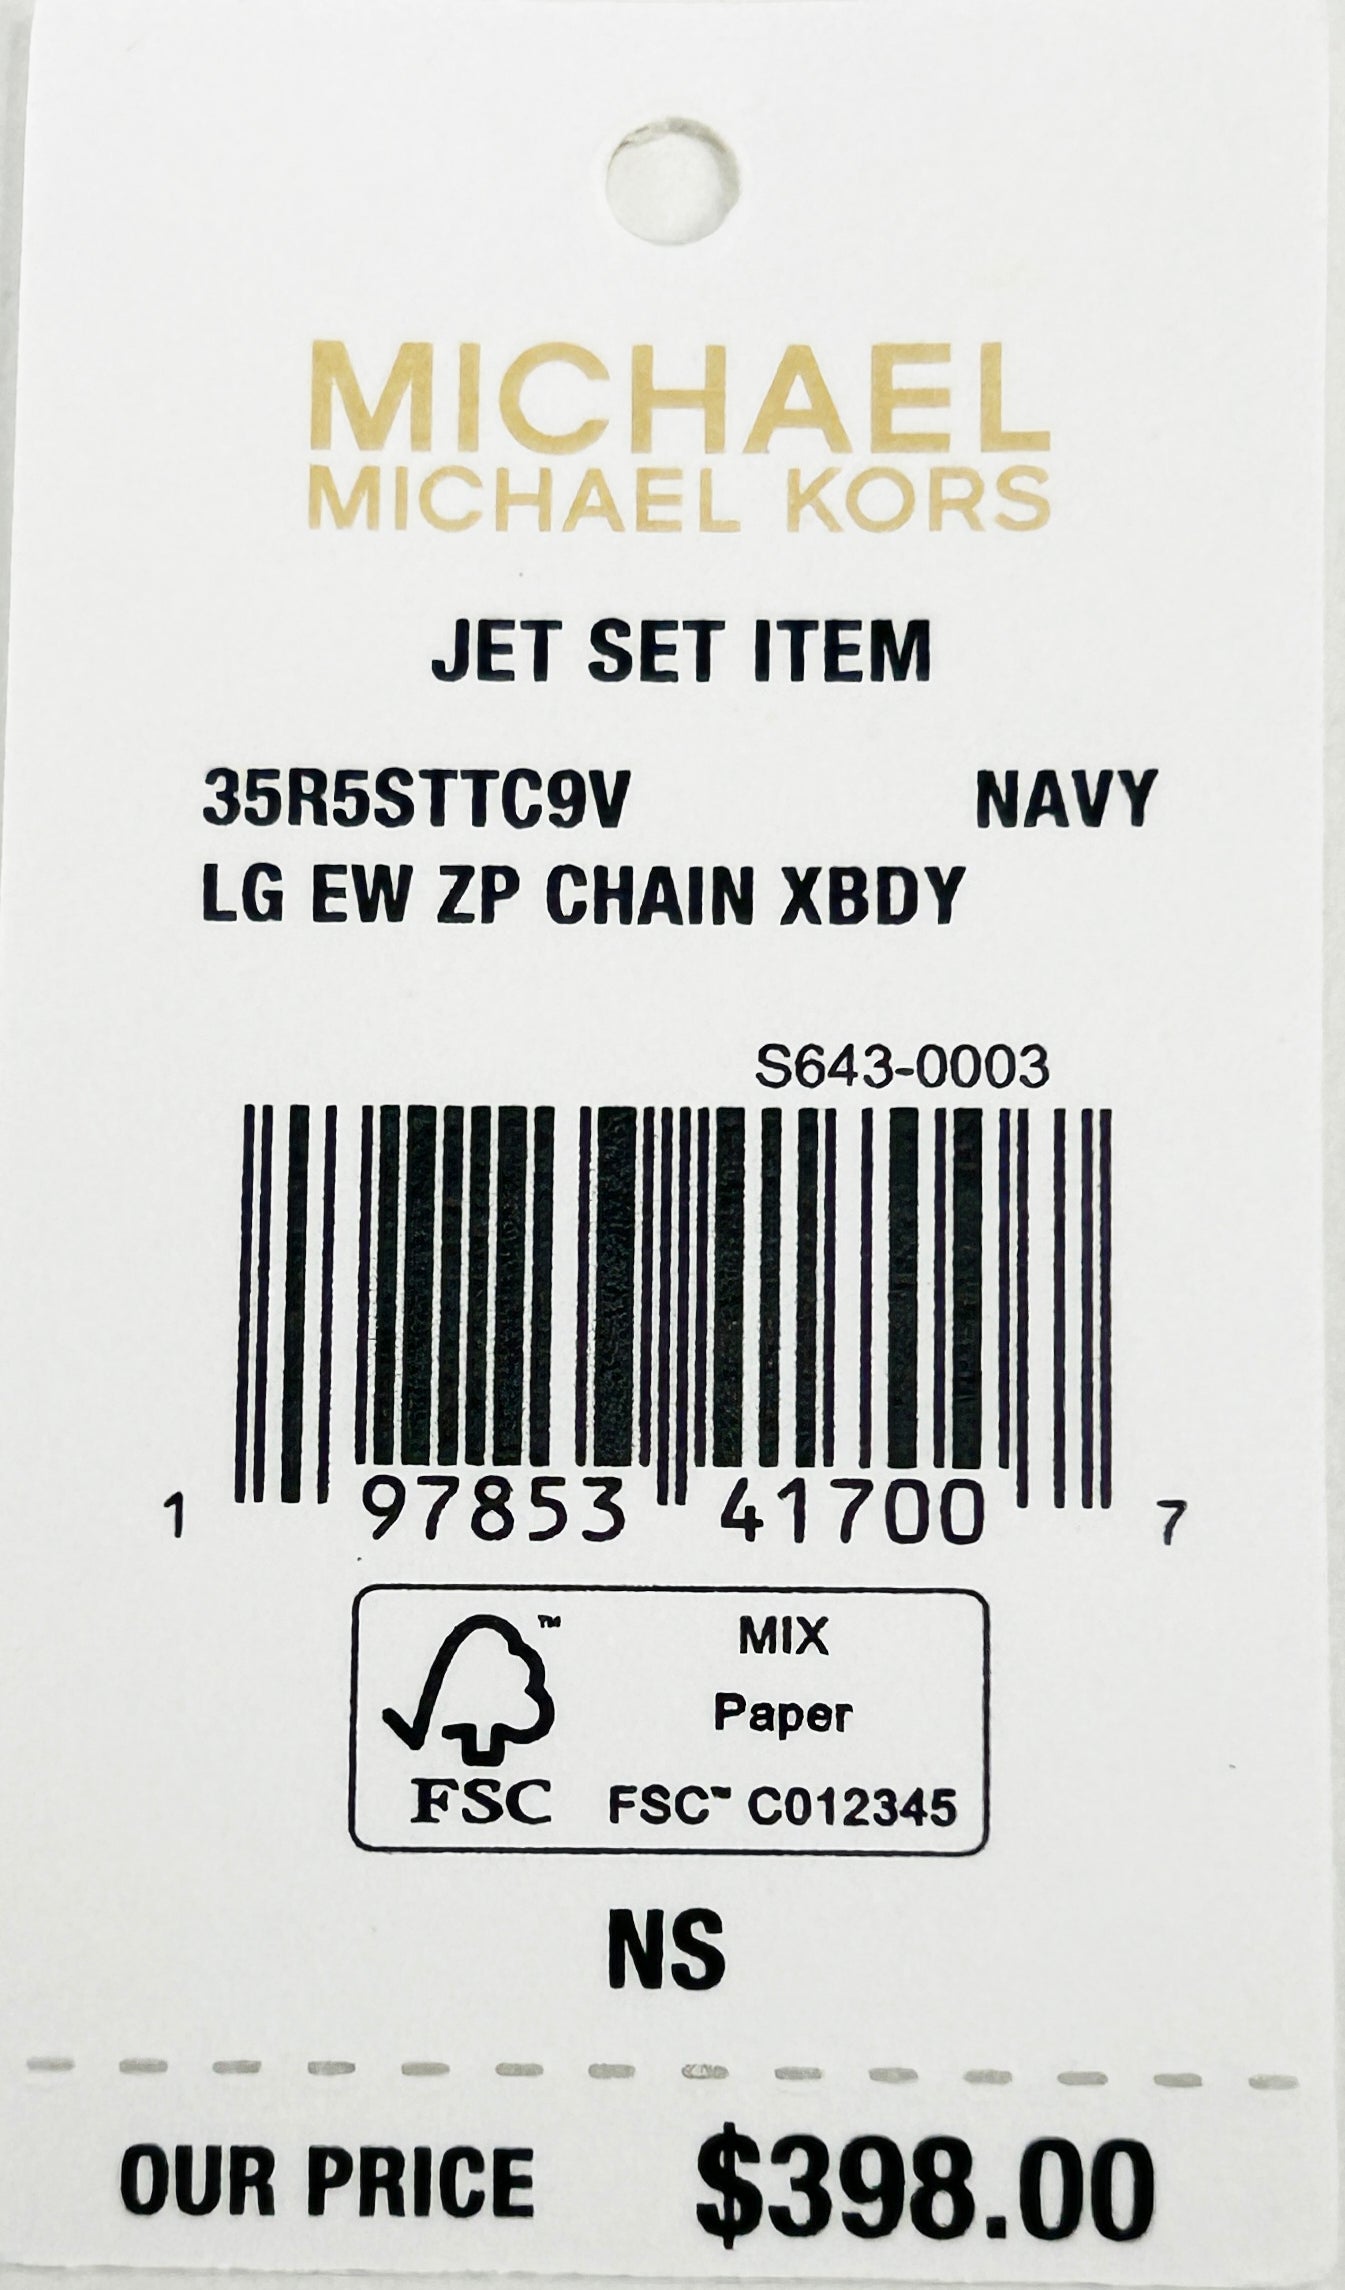 MICHAEL
MICHAEL KORS
JET SET ITEM
35R5STTC9V NAVY
LG EW ZP CHAIN XBDY
S643-0003
1 97853 41700 7
™ MIX
Paper
FSC FSC™ C012345
NS
OUR PRICE $398.00